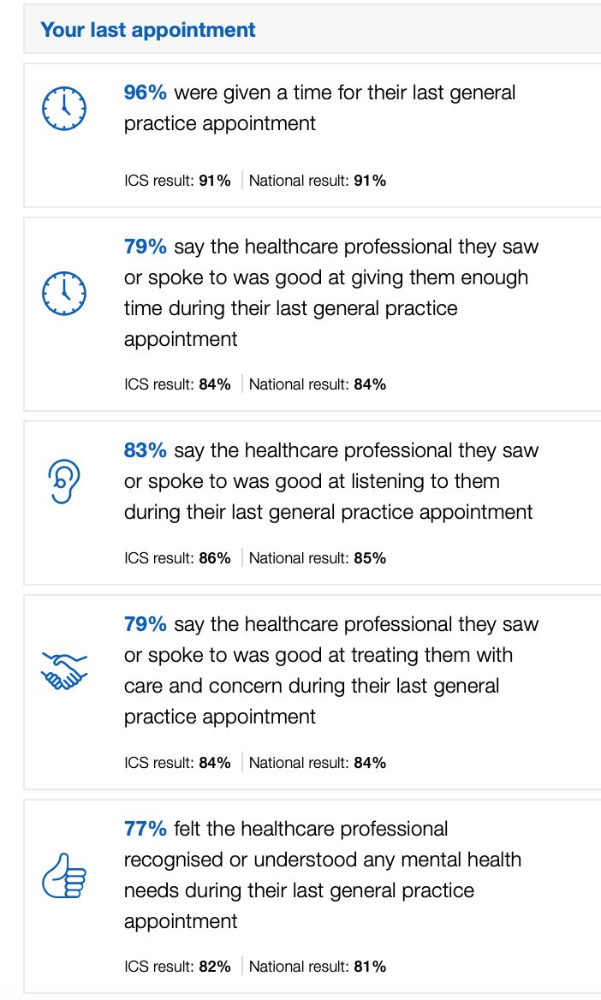 Your last appointment
96% were given a time for their last general
practice appointment
ICS result: 91% | National result: 91%
79% say the healthcare professional they saw
or spoke to was good at giving them enough
time during their last general practice
appointment
ICS result: 84% | National result: 84%
83% say the healthcare professional they saw
or spoke to was good at listening to them
during their last general practice appointment
ICS result: 86% | National result: 85%
79% say the healthcare professional they saw
or spoke to was good at treating them with
care and concern during their last general
practice appointment
ICS result: 84% | National result: 84%
77% felt the healthcare professional
recognised or understood any mental health
needs during their last general practice
appointment
ICS result: 82% | National result: 81%